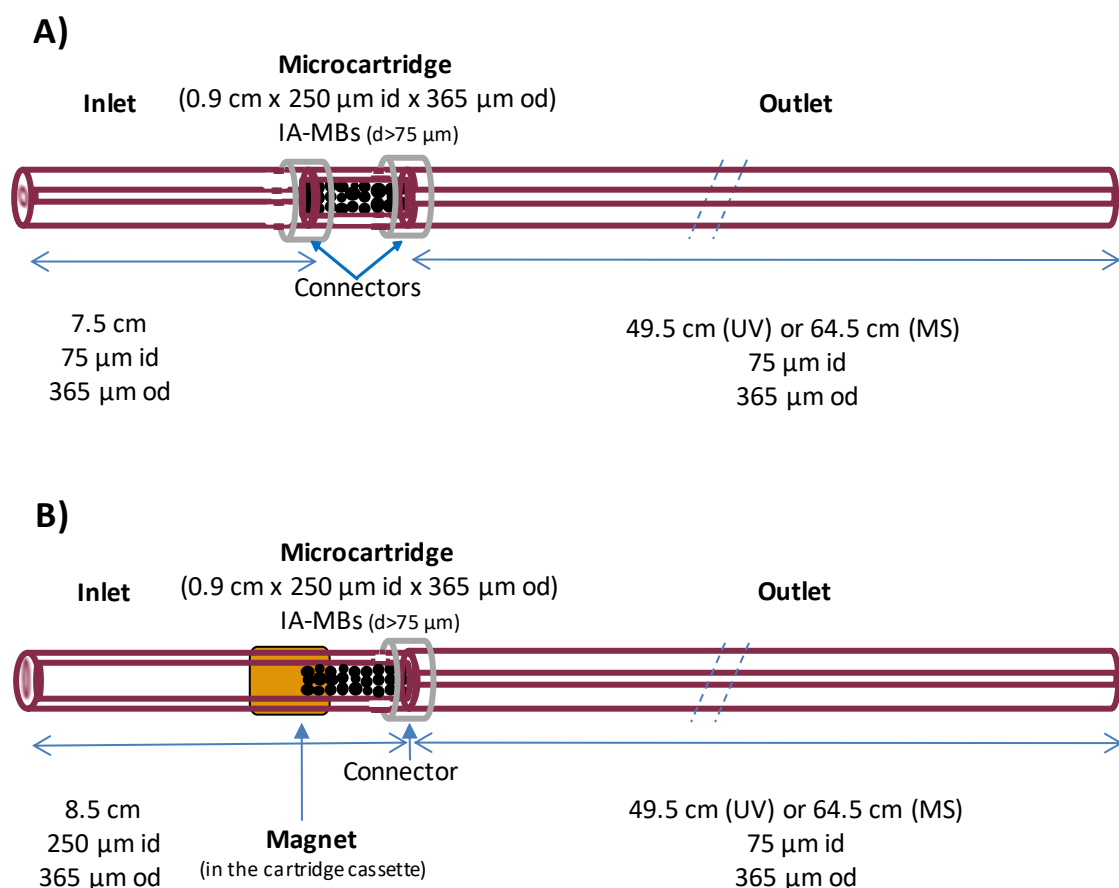 A)
Microcartridge
Inlet (0.9 cm x 250 µm id x 365 µm od) Outlet
IA-MBs (d>75 µm)
Connectors
7.5 cm 49.5 cm (UV) or 64.5 cm (MS)
75 µm id 75 µm id
365 µm od 365 µm od
B)
Microcartridge
Inlet (0.9 cm x 250 µm id x 365 µm od) Outlet
IA-MBs (d>75 µm)
Connector
8.5 cm 49.5 cm (UV) or 64.5 cm (MS)
250 µm id Magnet 75 µm id
365 µm od (in the cartridge cassette) 365 µm od